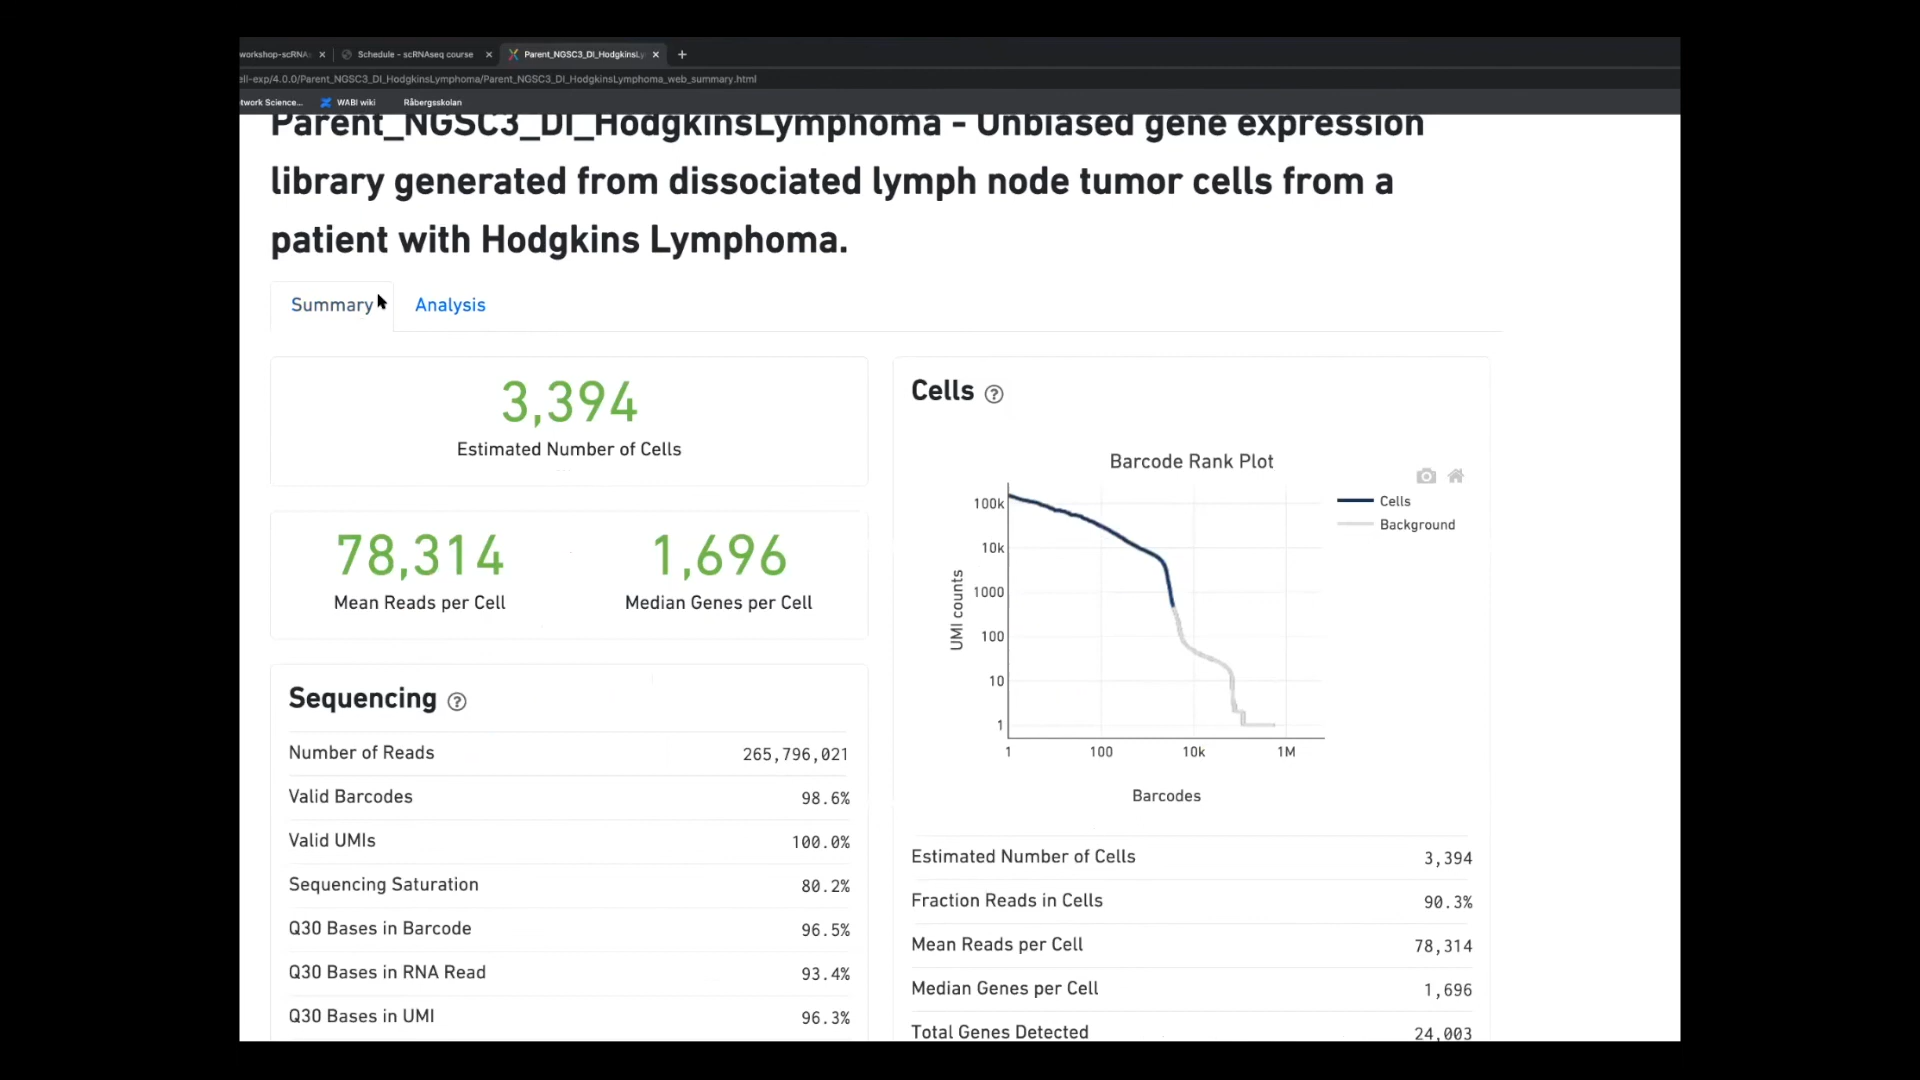 workshop-scRNA
Schedule - scRNAseq course
Parent_NGSC3_DI_HodgkinsLy
ell-exp/4.0.0/Parent_NGSC3_DI_HodgkinsLymphoma/Parent_NGSC3_DI_HodgkinsLymphoma_web_summary.html
twork Science...
WABI wiki
Råbergsskolan
Parent_NGSC3_DI_HodgkinsLymphoma - Unbiased gene expression
library generated from dissociated lymph node tumor cells from a
patient with Hodgkins Lymphoma.
Summary
Analysis
3,394
Estimated Number of Cells
78,314
Mean Reads per Cell
1,696
Median Genes per Cell
Sequencing ?
Number of Reads 265,796,021
Valid Barcodes 98.6%
Valid UMIs 100.0%
Sequencing Saturation 80.2%
Q30 Bases in Barcode 96.5%
Q30 Bases in RNA Read 93.4%
Q30 Bases in UMI 96.3%
Cells ?
Barcode Rank Plot
Cells
Background
UMI counts
100k
10k
1000
100
10
1
1 100 10k 1M
Barcodes
Estimated Number of Cells 3,394
Fraction Reads in Cells 90.3%
Mean Reads per Cell 78,314
Median Genes per Cell 1,696
Total Genes Detected 24,003